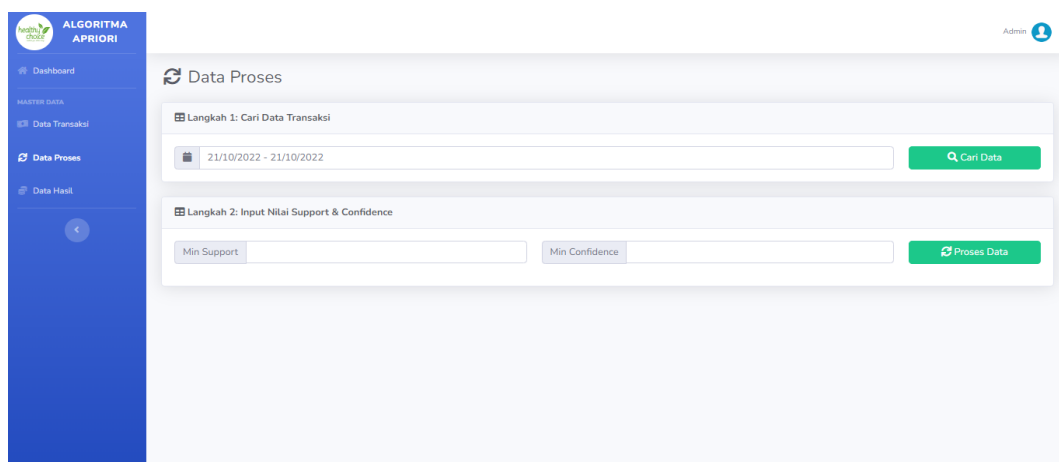 healthy choice
ALGORITMA
APRIORI
Admin
Dashboard
MASTER DATA
Data Transaksi
Data Proses
Data Hasil
Data Proses
Langkah 1: Cari Data Transaksi
21/10/2022 - 21/10/2022
Cari Data
Langkah 2: Input Nilai Support & Confidence
Min Support
Min Confidence
Proses Data